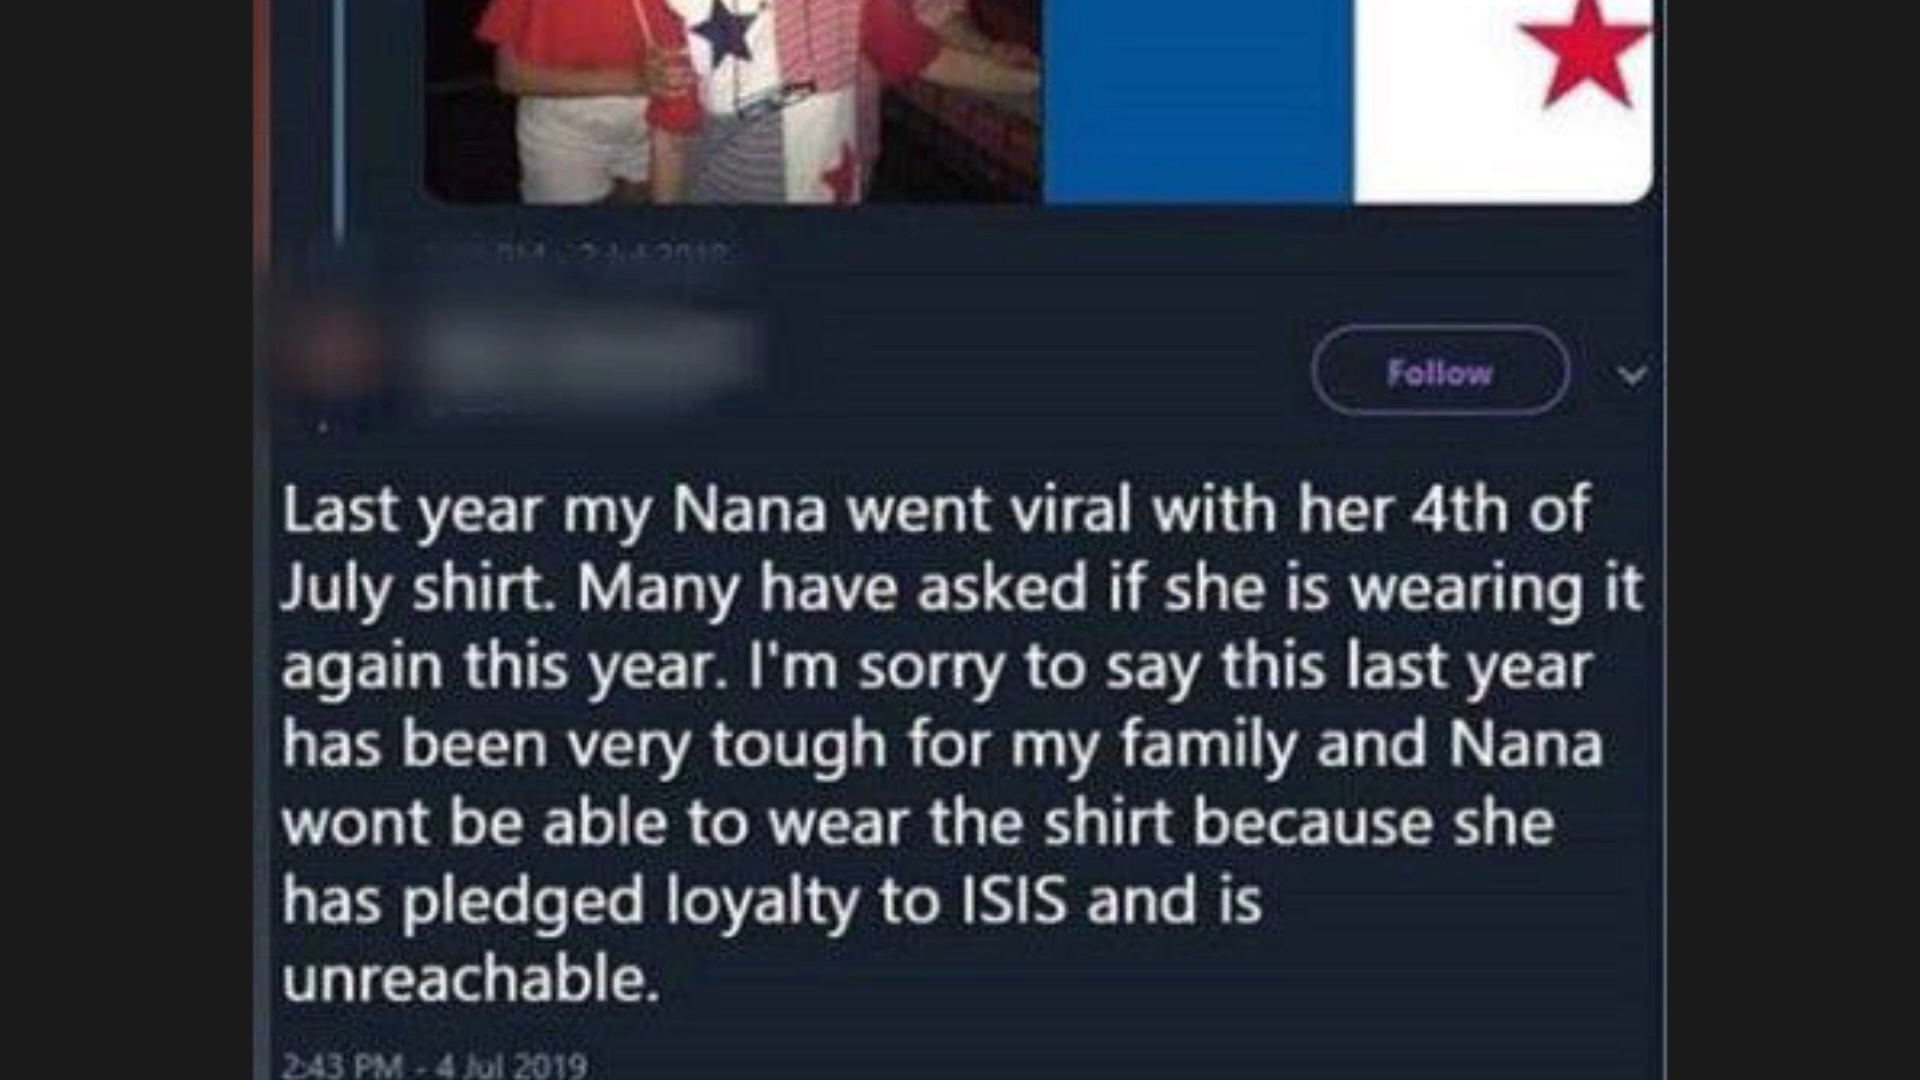 Follow
Last year my Nana went viral with her 4th of
July shirt. Many have asked if she is wearing it
again this year. I'm sorry to say this last year
has been very tough for my family and Nana
wont be able to wear the shirt because she
has pledged loyalty to ISIS and is
unreachable.
2:43 PM - 4 Jul 2019